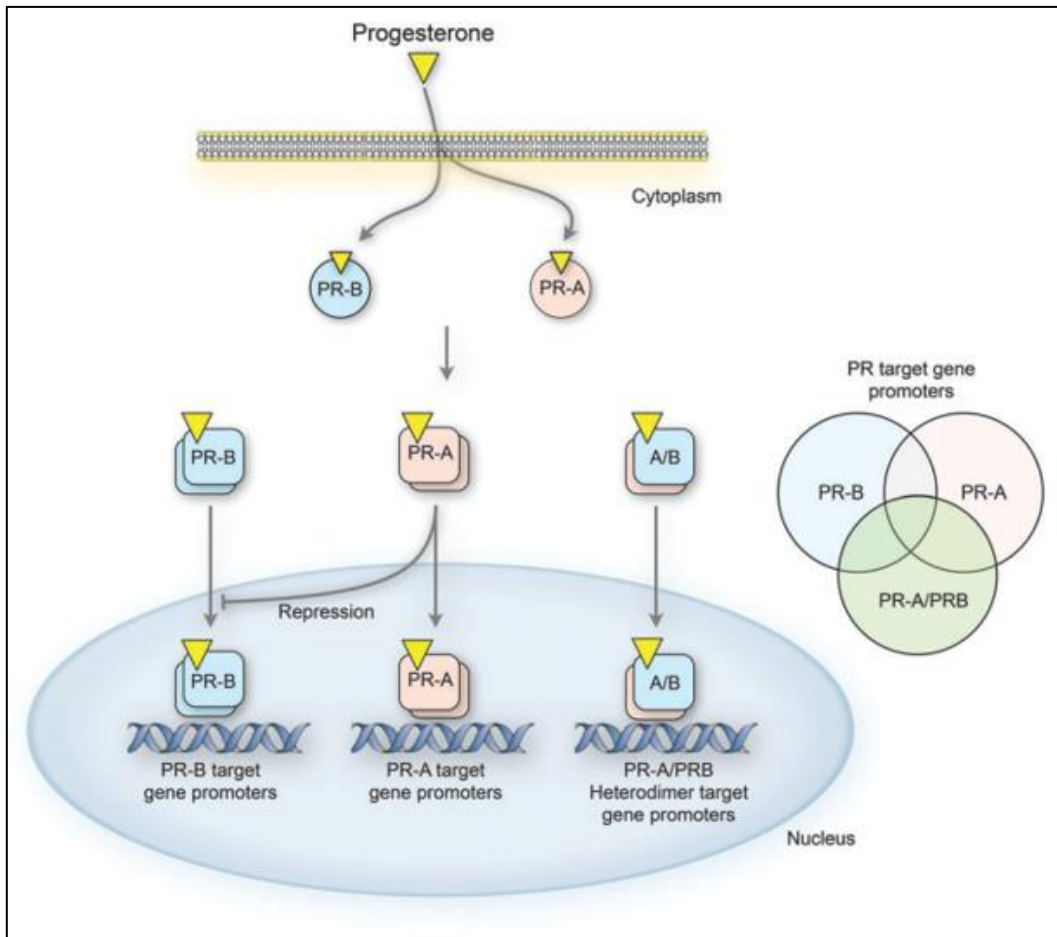 Progesterone
Cytoplasm
PR-B
PR-A
PR target gene
promoters
PR-B
PR-A
A/B
PR-B
PR-A
PR-A/PRB
Repression
PR-B
PR-A
A/B
PR-B target
gene promoters
PR-A target
gene promoters
PR-A/PRB
Heterodimer target
gene promoters
Nucleus